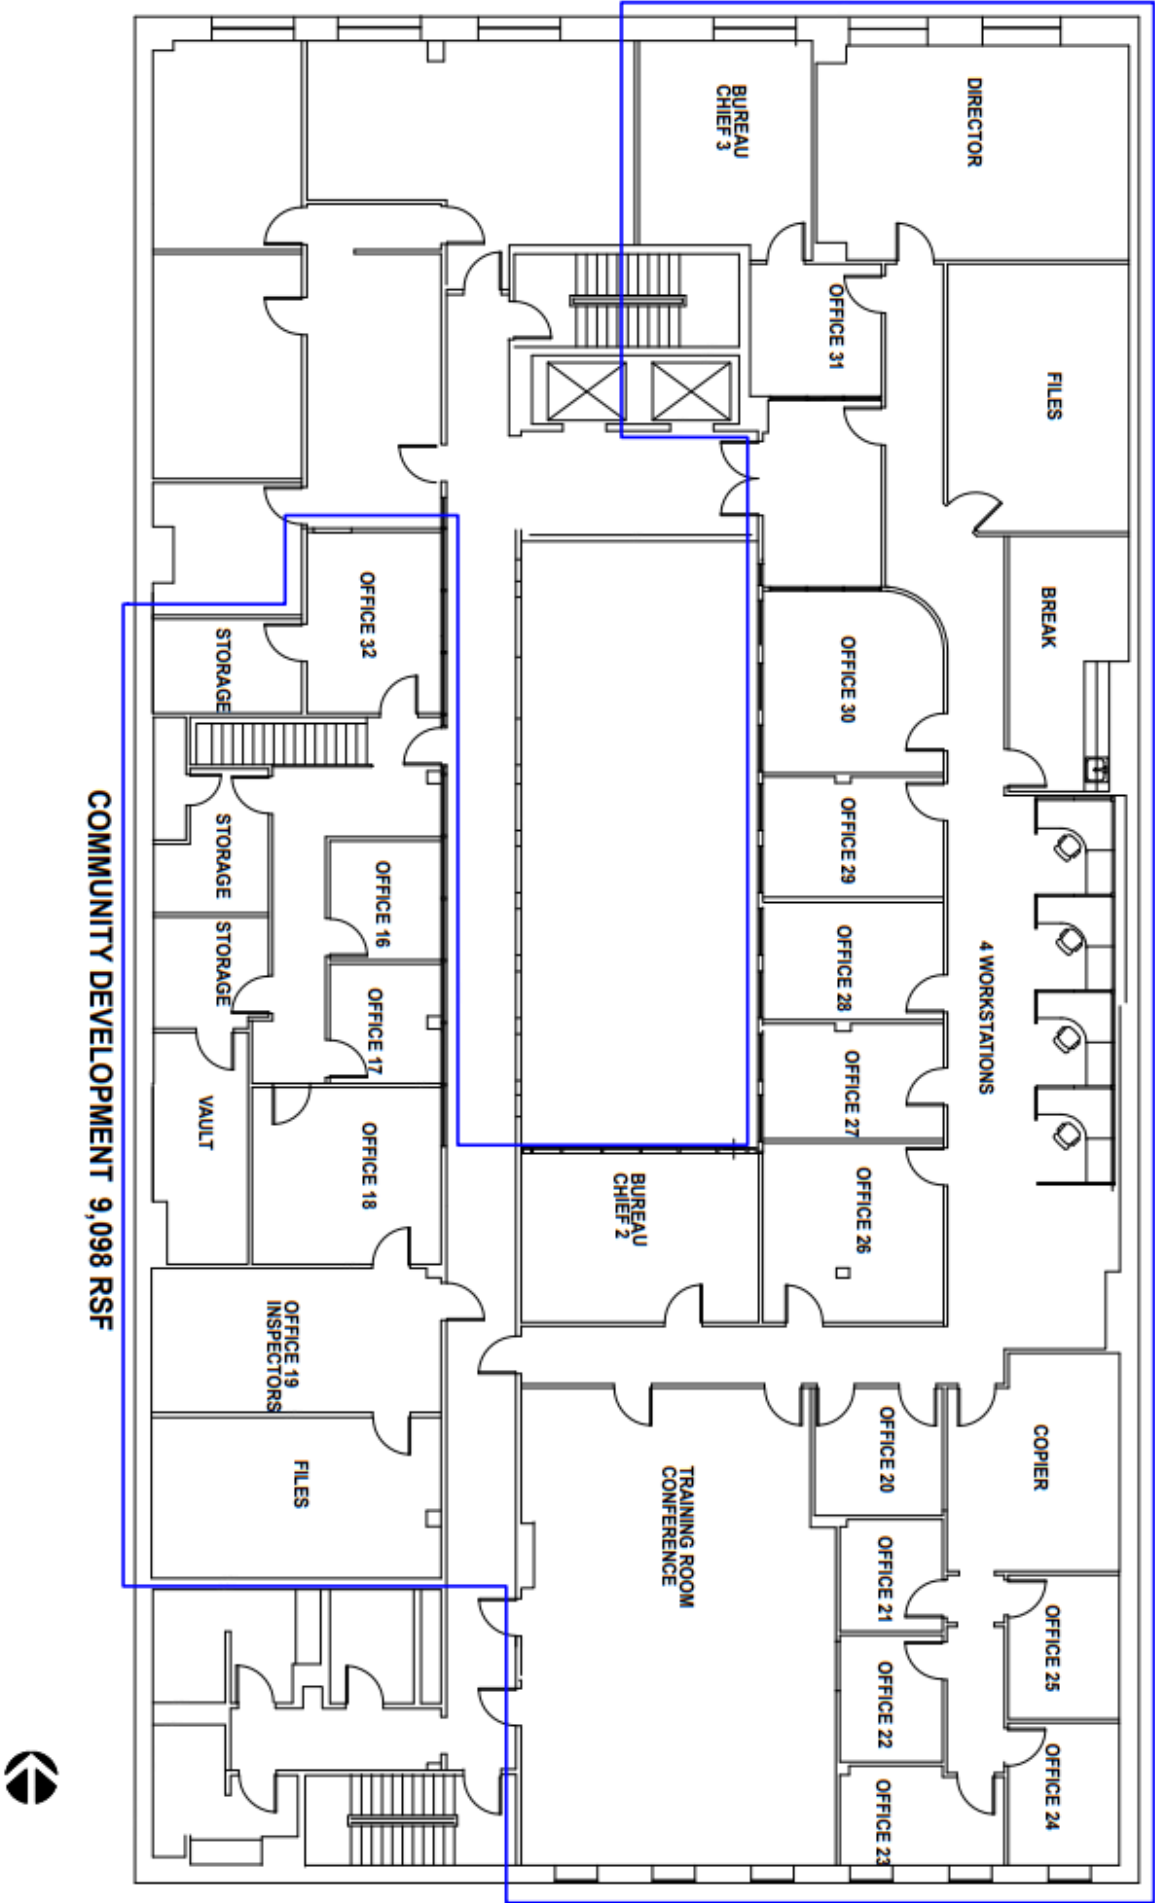 DIRECTOR
BUREAU
CHIEF 3
FILES
OFFICE 31
BREAK
OFFICE 30
OFFICE 29
OFFICE 28
OFFICE 27
OFFICE 26
4 WORKSTATIONS
BUREAU
CHIEF 2
COPIER
OFFICE 20
OFFICE 21
OFFICE 22
OFFICE 23
OFFICE 25
OFFICE 24
TRAINING ROOM
CONFERENCE
OFFICE 32
STORAGE
STORAGE
STORAGE
OFFICE 16
OFFICE 17
OFFICE 18
VAULT
OFFICE 19
INSPECTORS
FILES
COMMUNITY DEVELOPMENT 9,098 RSF